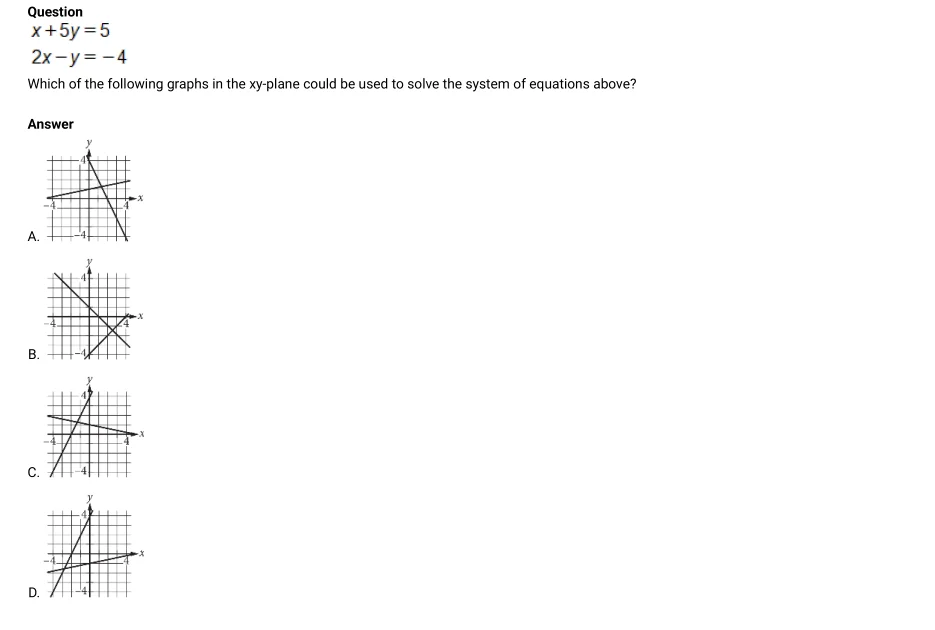 Question
x+5y=5
2x−y=−4
Which of the following graphs in the xy-plane could be used to solve the system of equations above?
Answer
y
4
x
−4
4
−4
A.
y
4
x
−4
4
−4
B.
y
4
x
−4
4
−4
C.
y
4
x
−4
4
−4
D.